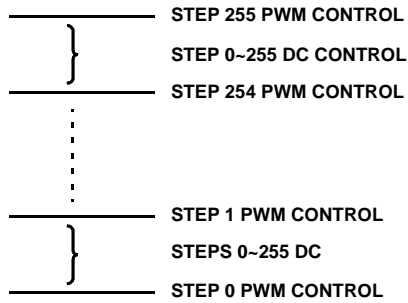 STEP 255 PWM CONTROL
STEP 0~255 DC CONTROL
STEP 254 PWM CONTROL
STEP 1 PWM CONTROL
STEPS 0~255 DC
STEP 0 PWM CONTROL